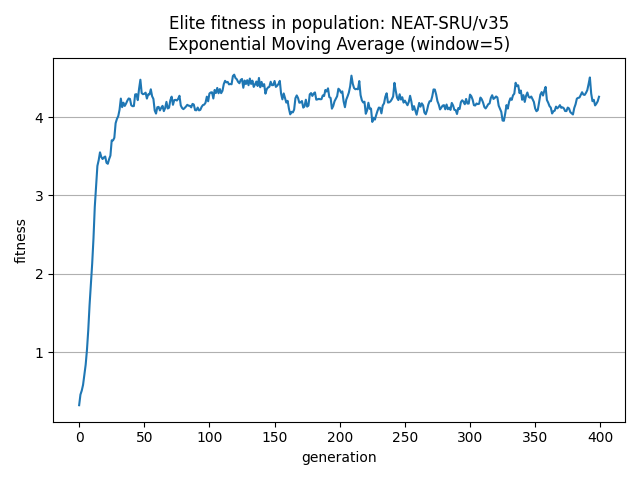 Elite fitness in population: NEAT-SRU/v35
Exponential Moving Average (window=5)
fitness
4
3
2
1
0 50 100 150 200 250 300 350 400
generation